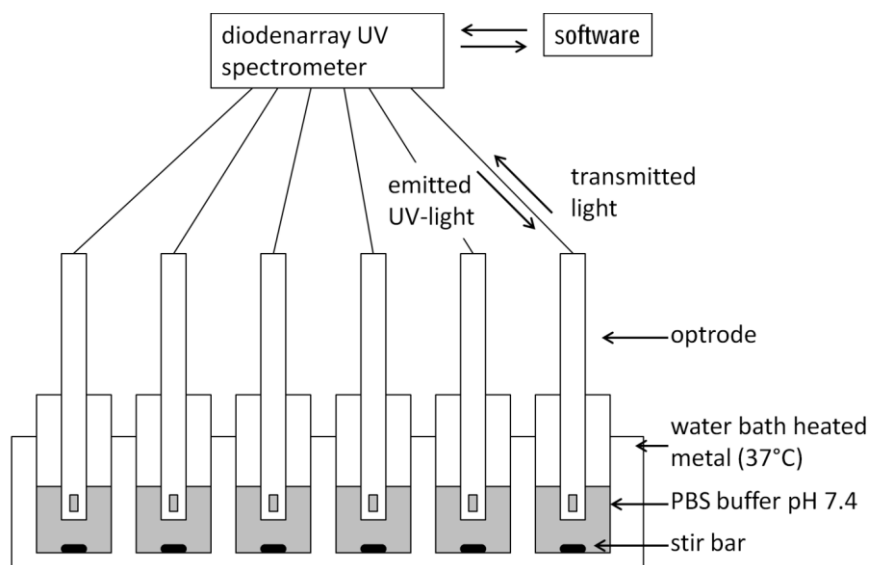 diodenarray UV
spectrometer
software
emitted
UV-light
transmitted
light
optrode
water bath heated
metal (37°C)
PBS buffer pH 7.4
stir bar